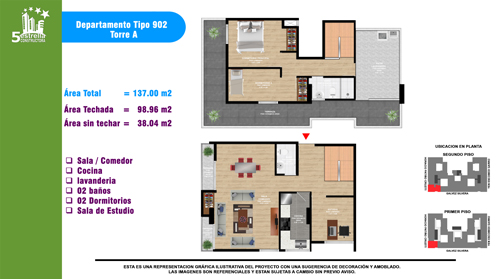 5 estrellas
CONSTRUCTORA
Departamento Tipo 902
Torre A
Área Total = 137.00 m2
Área Techada = 98.96 m2
Área sin techar = 38.04 m2
❑ Sala / Comedor
❑ Cocina
❑ lavanderia
❑ 02 baños
❑ 02 Dormitorios
❑ Sala de Estudio
UBICACION EN PLANTA
SEGUNDO PISO
PRIMER PISO
ESTA ES UNA REPRESENTACION GRÁFICA ILUSTRATIVA DEL PROYECTO CON UNA SUGERENCIA DE DECORACIÓN Y AMOBLADO.
LAS IMAGENES SON REFERENCIALES Y ESTAN SUJETAS A CAMBIO SIN PREVIO AVISO.